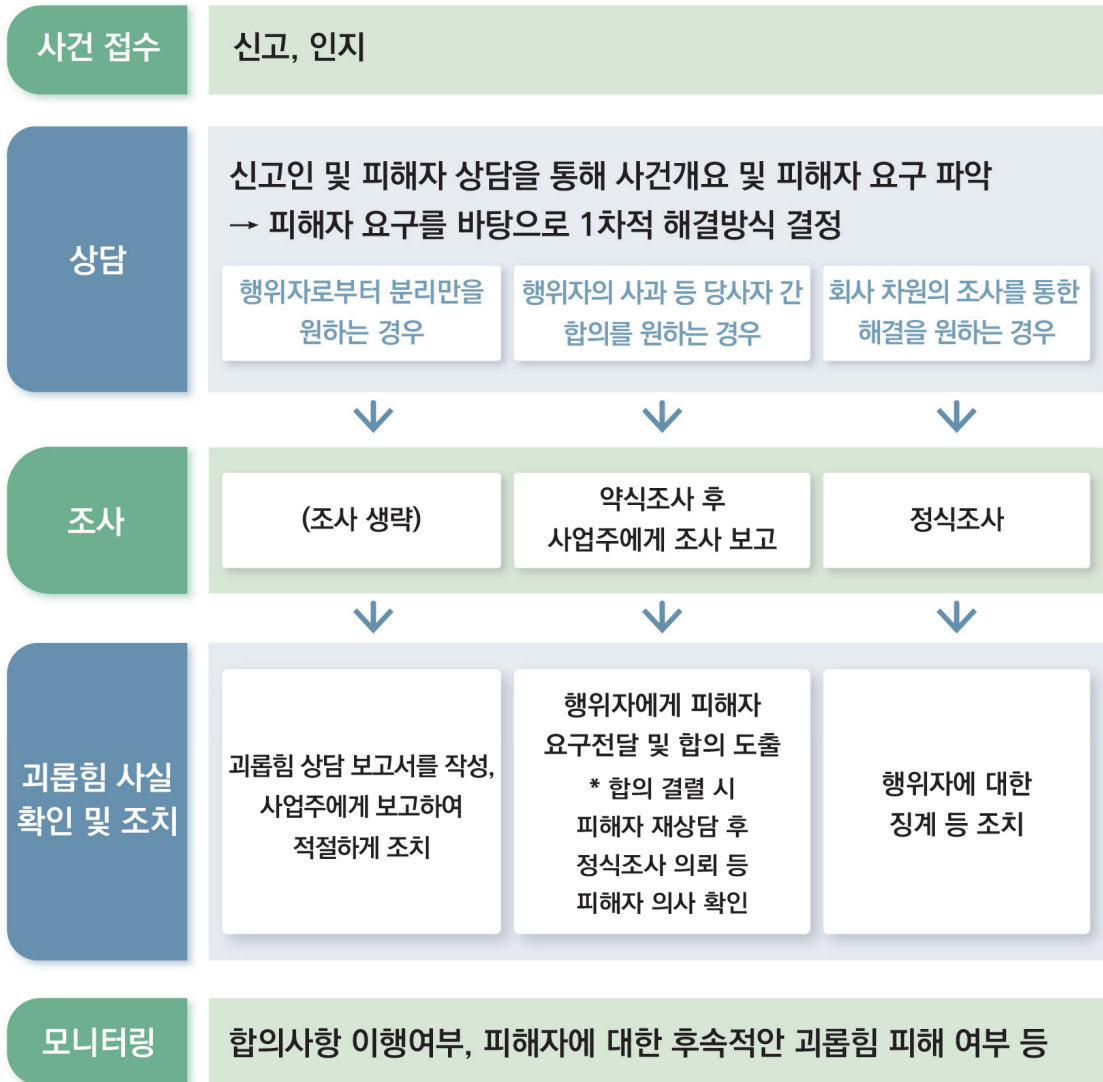 사건 접수
신고, 인지
상담
신고인 및 피해자 상담을 통해 사건개요 및 피해자 요구 파악
→ 피해자 요구를 바탕으로 1차적 해결방식 결정
행위자로부터 분리만을
원하는 경우
행위자의 사과 등 당사자 간
합의를 원하는 경우
회사 차원의 조사를 통한
해결을 원하는 경우
조사
(조사 생략)
약식조사 후
사업주에게 조사 보고
정식조사
괴롭힘 사실
확인 및 조치
괴롭힘 상담 보고서를 작성,
사업주에게 보고하여
적절하게 조치
행위자에게 피해자
요구전달 및 합의 도출
* 합의 결렬 시
피해자 재상담 후
정식조사 의뢰 등
피해자 의사 확인
행위자에 대한
징계 등 조치
모니터링
합의사항 이행여부, 피해자에 대한 후속적안 괴롭힘 피해 여부 등